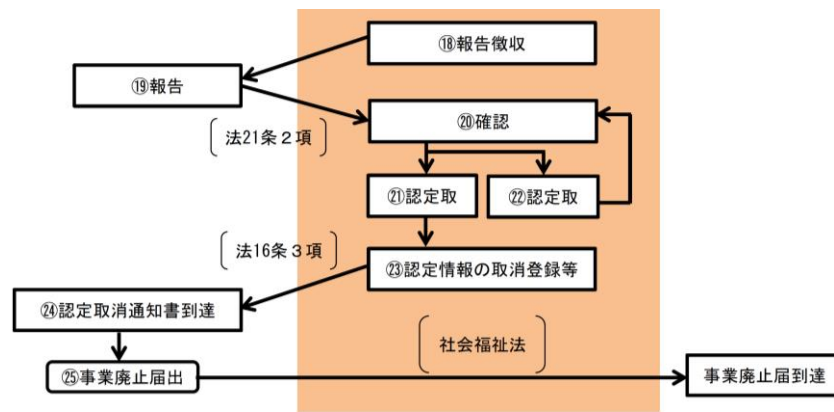 ⑱報告徴収
⑲報告
⑳確認
法21条２項
㉑認定取
㉒認定取
法16条３項
㉓認定情報の取消登録等
㉔認定取消通知書到達
社会福祉法
㉕事業廃止届出
事業廃止届到達